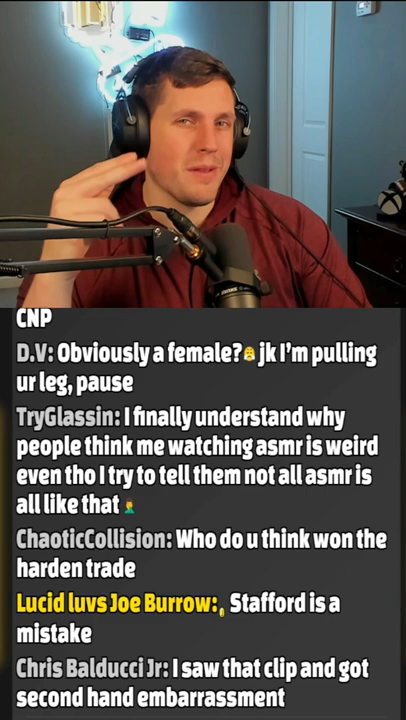 CNP
D.V: Obviously a female? jk I'm pulling
ur leg, pause
TryGlassin: I finally understand why
people think me watching asmr is weird
even tho I try to tell them not all asmr is
all like that
ChaoticCollision: Who do u think won the
harden trade
Lucid luvs Joe Burrow:, Stafford is a
mistake
Chris Balducci Jr: I saw that clip and got
second hand embarrassment